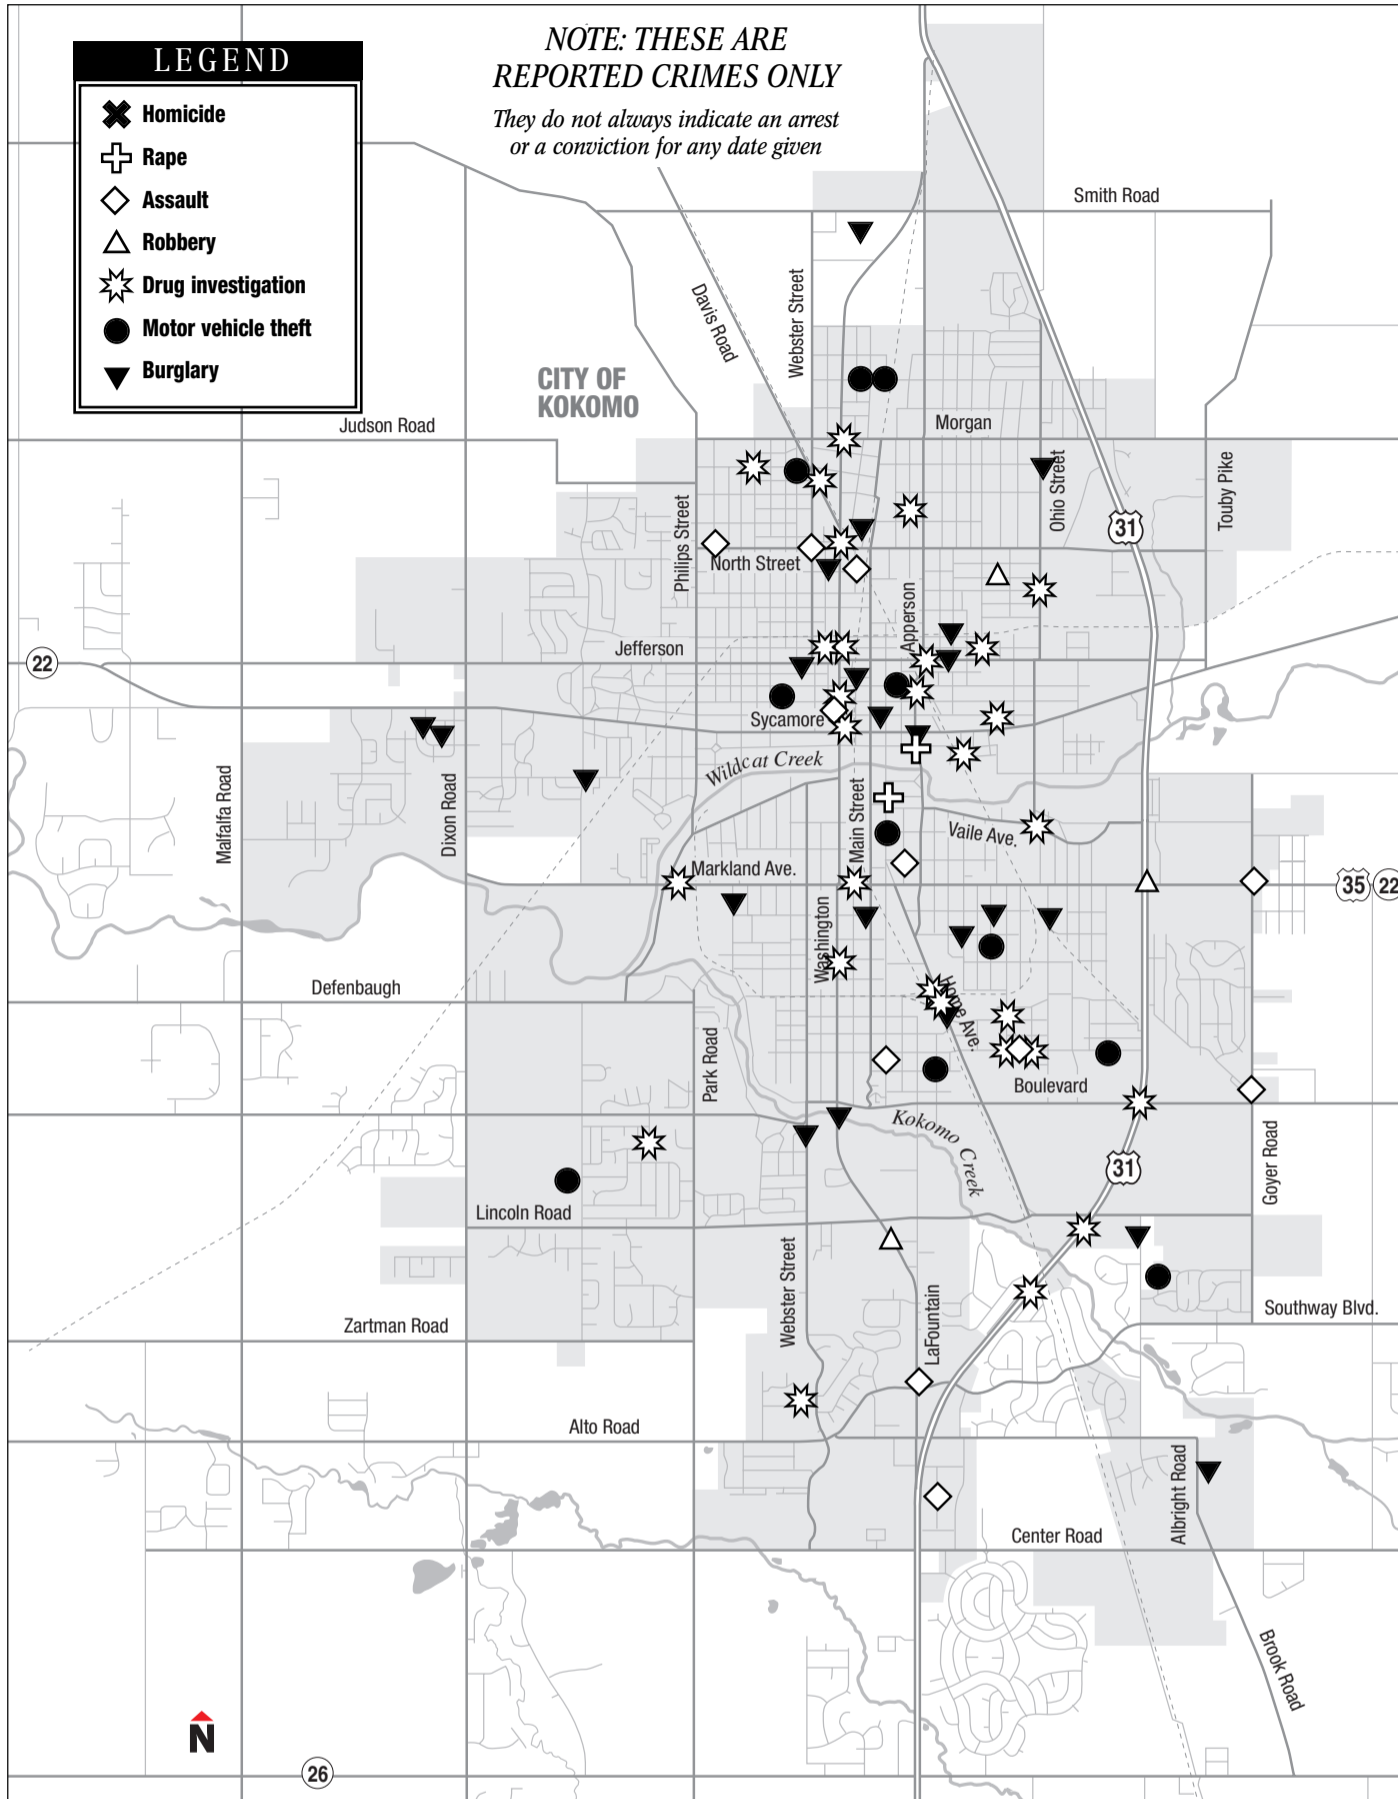 LEGEND
Homicide
Rape
Assault
Robbery
Drug investigation
Motor vehicle theft
Burglary
NOTE: THESE ARE
REPORTED CRIMES ONLY
They do not always indicate an arrest
or a conviction for any date given
Smith Road
Davis Road
Webster Street
CITY OF
KOKOMO
Judson Road
Morgan
Philips Street
Ohio Street
Touby Pike
31
North Street
Apperson
Jefferson
22
Sycamore
Wildcat Creek
Malfalfa Road
Dixon Road
Main Street
Vaile Ave.
Markland Ave.
35
22
Washington
Defenbaugh
Home Ave.
Park Road
Boulevard
Kokomo Creek
31
Goyer Road
Lincoln Road
Webster Street
LaFountain
Southway Blvd.
Zartman Road
Alto Road
Albright Road
Center Road
Brook Road
N
26